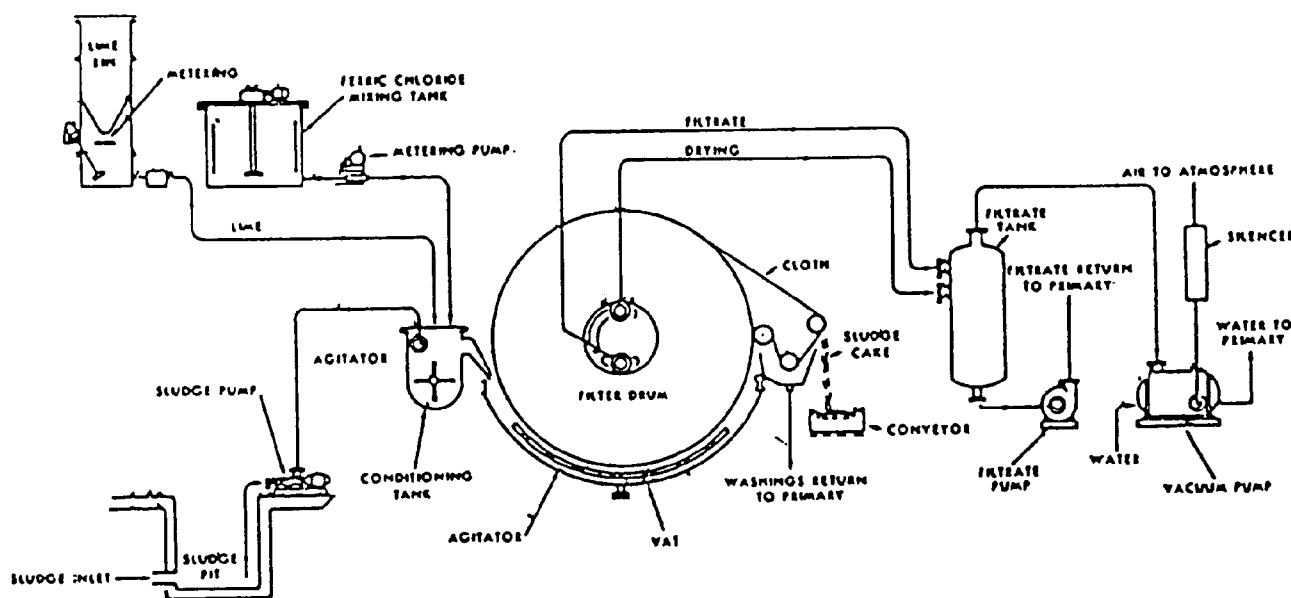 LIME
BIN
METERING
FERRIC CHLORIDE
MIXING TANK
METERING PUMP
LIME
FILTRATE
DRYING
AIR TO ATMOSPHERE
FILTRATE
TANK
SILENCER
CLOTH
FILTRATE RETURN
TO PRIMARY
WATER TO
PRIMARY
SLUDGE
CAKE
AGITATOR
FILTER DRUM
SLUDGE PUMP
CONVEYOR
CONDITIONING
TANK
WASHINGS RETURN
TO PRIMARY
FILTRATE
PUMP
WATER
VACUUM PUMP
AGITATOR
VAT
SLUDGE
PIT
SLUDGE INLET